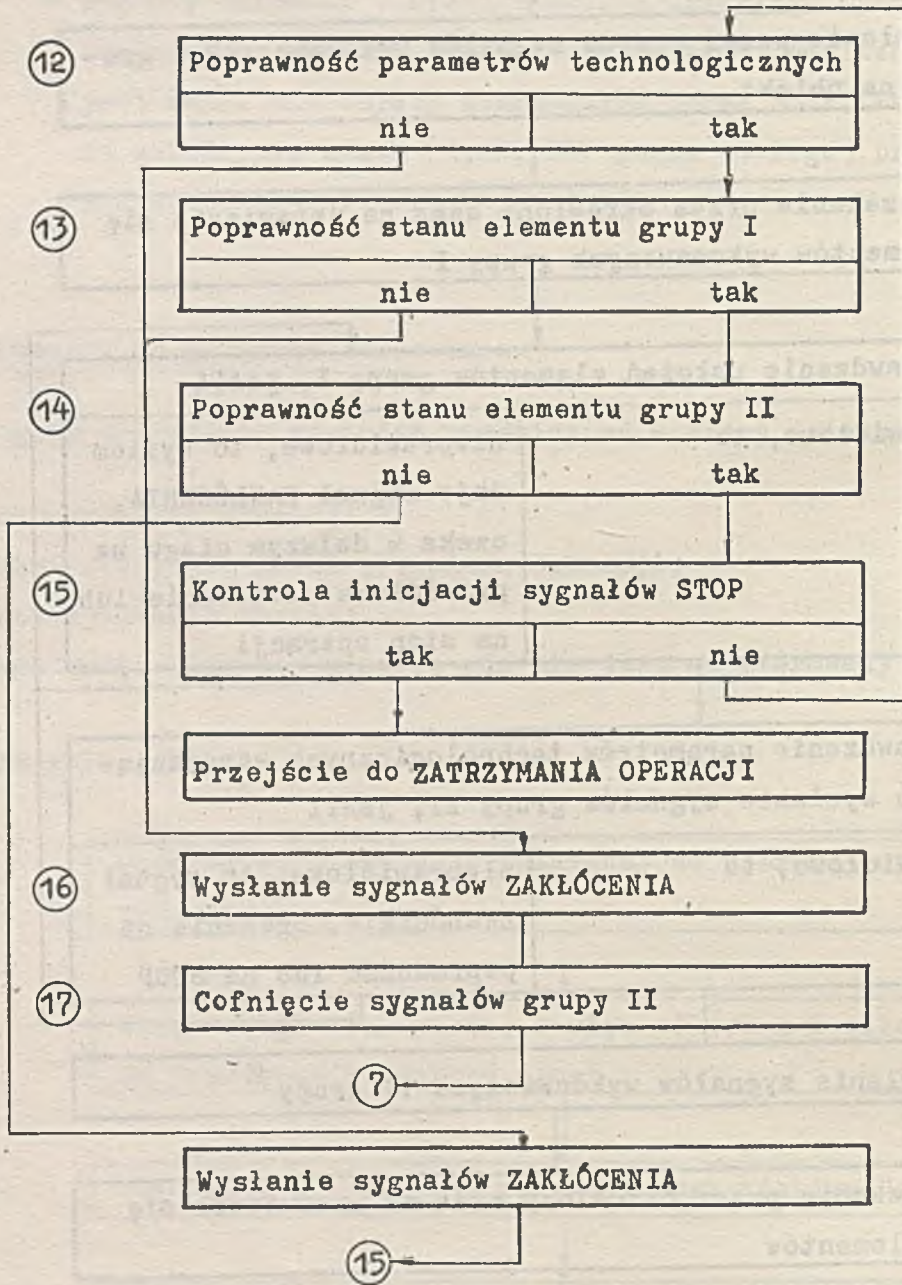 12
Poprawność parametrów technologicznych
nie tak
13
Poprawność stanu elementu grupy I
nie tak
14
Poprawność stanu elementu grupy II
nie tak
15
Kontrola inicjacji sygnałów STOP
tak nie
Przejście do ZATRZYMANIA OPERACJI
16
Wysłanie sygnałów ZAKŁÓCENIA
17
Cofnięcie sygnałów grupy II
7
Wysłanie sygnałów ZAKŁÓCENIA
15